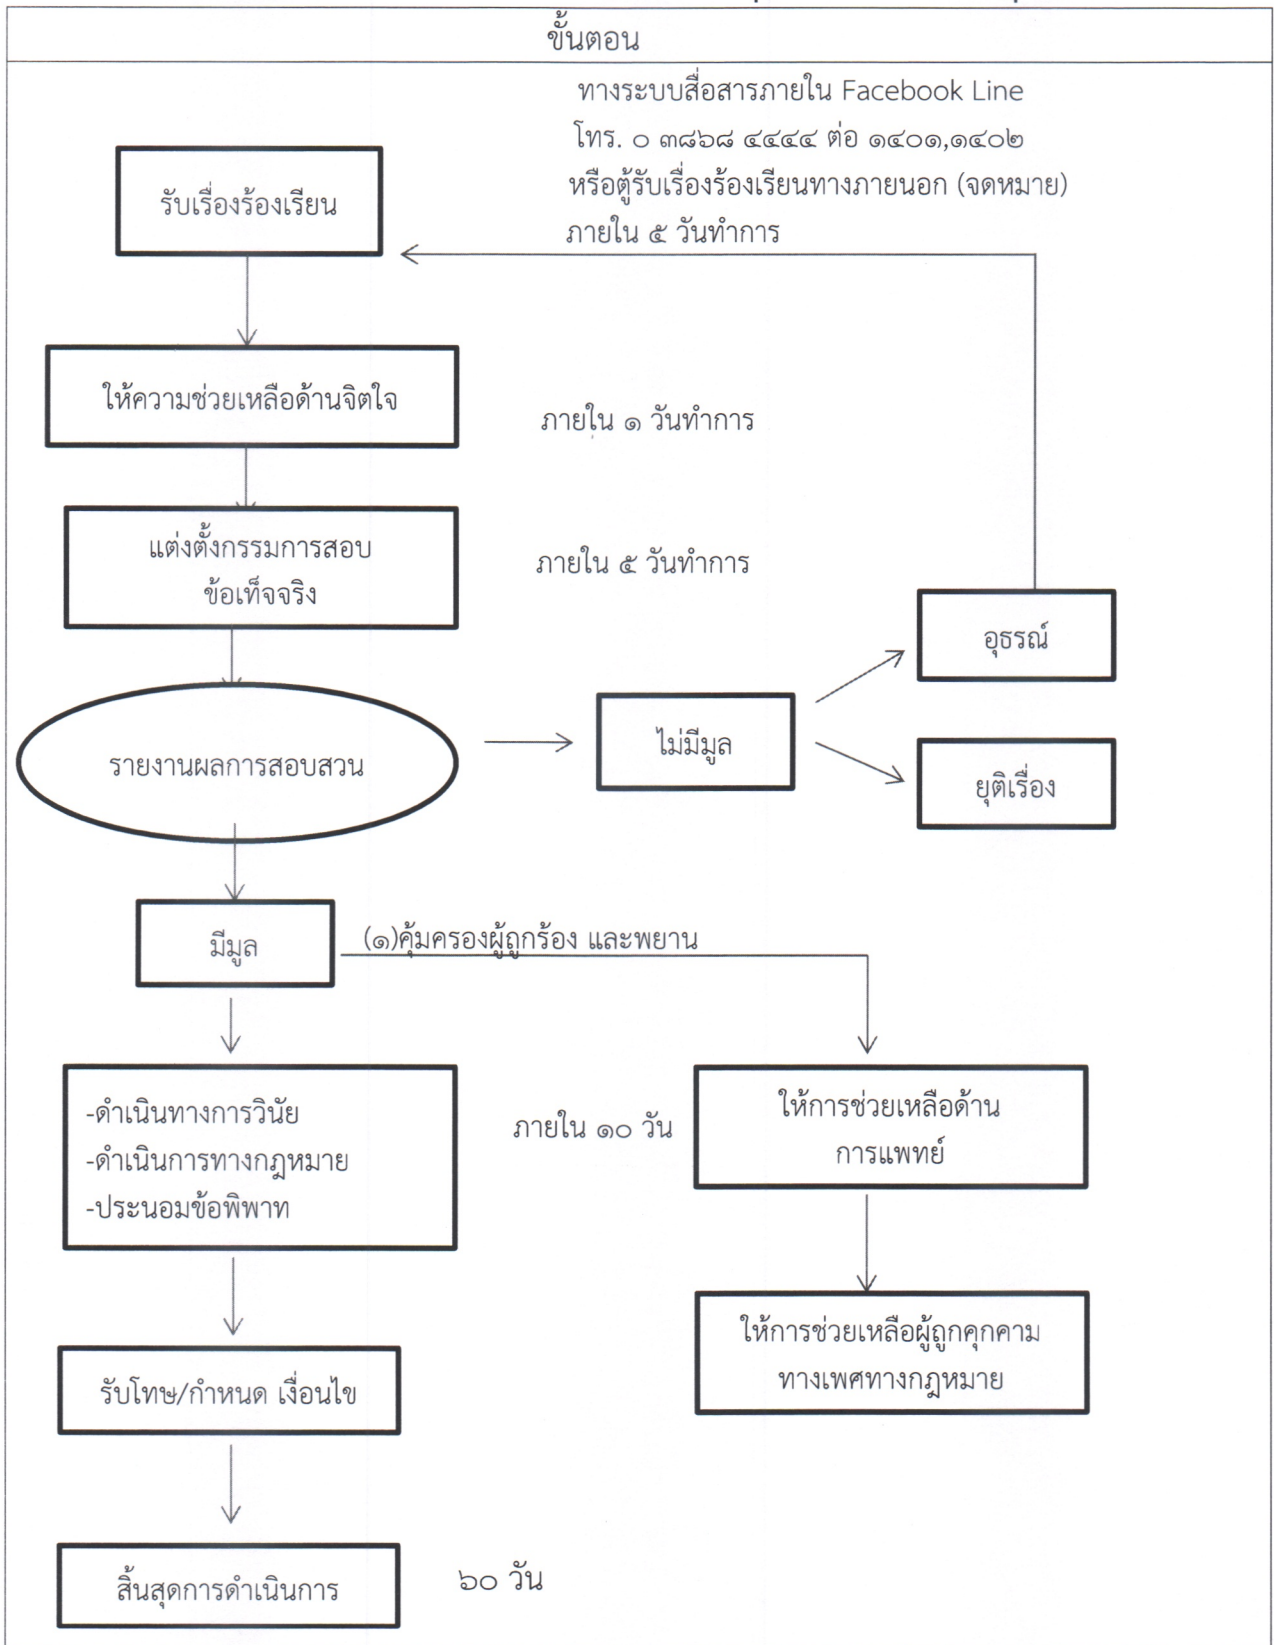 ขั้นตอน
ทางระบบสื่อสารภายใน Facebook Line
โทร. ๐ ๓๘๖๘ ๔๔๔๔ ต่อ ๑๔๐๑,๑๔๐๒
หรือตู้รับเรื่องร้องเรียนทางภายนอก (จดหมาย)
ภายใน ๕ วันทำการ
รับเรื่องร้องเรียน
ให้ความช่วยเหลือด้านจิตใจ
ภายใน ๑ วันทำการ
แต่งตั้งกรรมการสอบ
ข้อเท็จจริง
ภายใน ๕ วันทำการ
อุธรณ์
รายงานผลการสอบสวน
ไม่มีมูล
ยุติเรื่อง
มีมูล
(๑)คุ้มครองผู้ถูกร้อง และพยาน
-ดำเนินทางการวินัย
-ดำเนินการทางกฎหมาย
-ประนอมข้อพิพาท
ภายใน ๑๐ วัน
ให้การช่วยเหลือด้าน
การแพทย์
ให้การช่วยเหลือผู้ถูกคุกคาม
ทางเพศทางกฎหมาย
รับโทษ/กำหนด เงื่อนไข
สิ้นสุดการดำเนินการ
๖๐ วัน